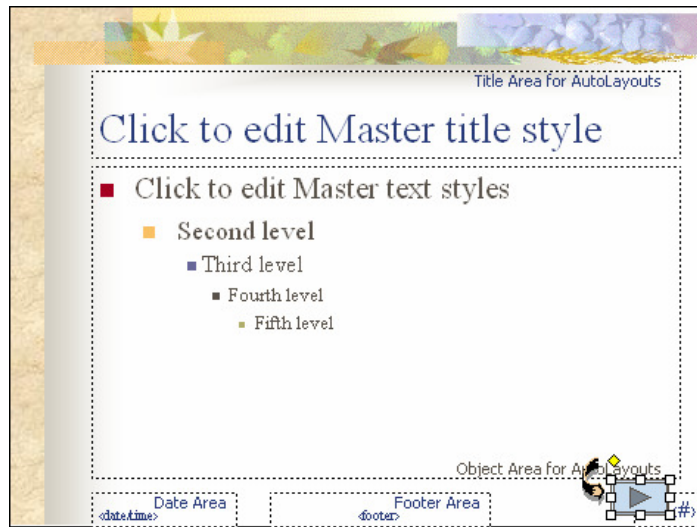 Title Area for AutoLayouts
Click to edit Master title style
Click to edit Master text styles
Second level
Third level
Fourth level
Fifth level
Object Area for AutoLayouts
Date Area
<date/time>
Footer Area
<footer>
#›